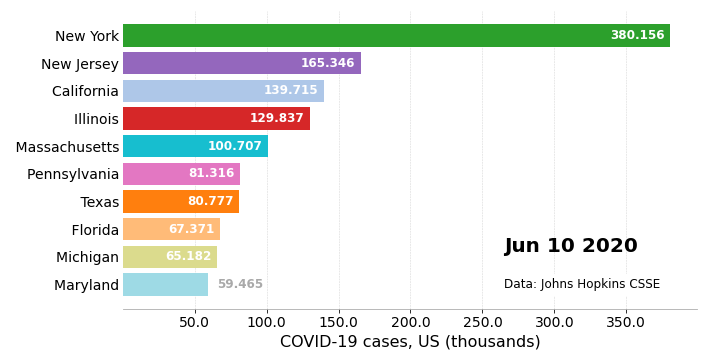 New York 380.156
New Jersey 165.346
California 139.715
Illinois 129.837
Massachusetts 100.707
Pennsylvania 81.316
Texas 80.777
Florida 67.371
Michigan 65.182
Maryland 59.465
Jun 10 2020
Data: Johns Hopkins CSSE
50.0 100.0 150.0 200.0 250.0 300.0 350.0
COVID-19 cases, US (thousands)